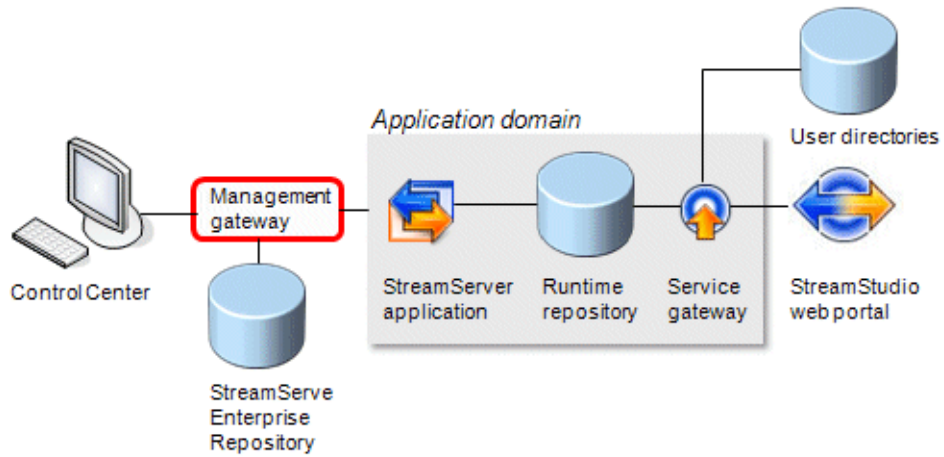 Application domain
User directories
Management
gateway
Control Center
StreamServer
application
Runtime
repository
Service
gateway
StreamStudio
web portal
StreamServe
Enterprise
Repository